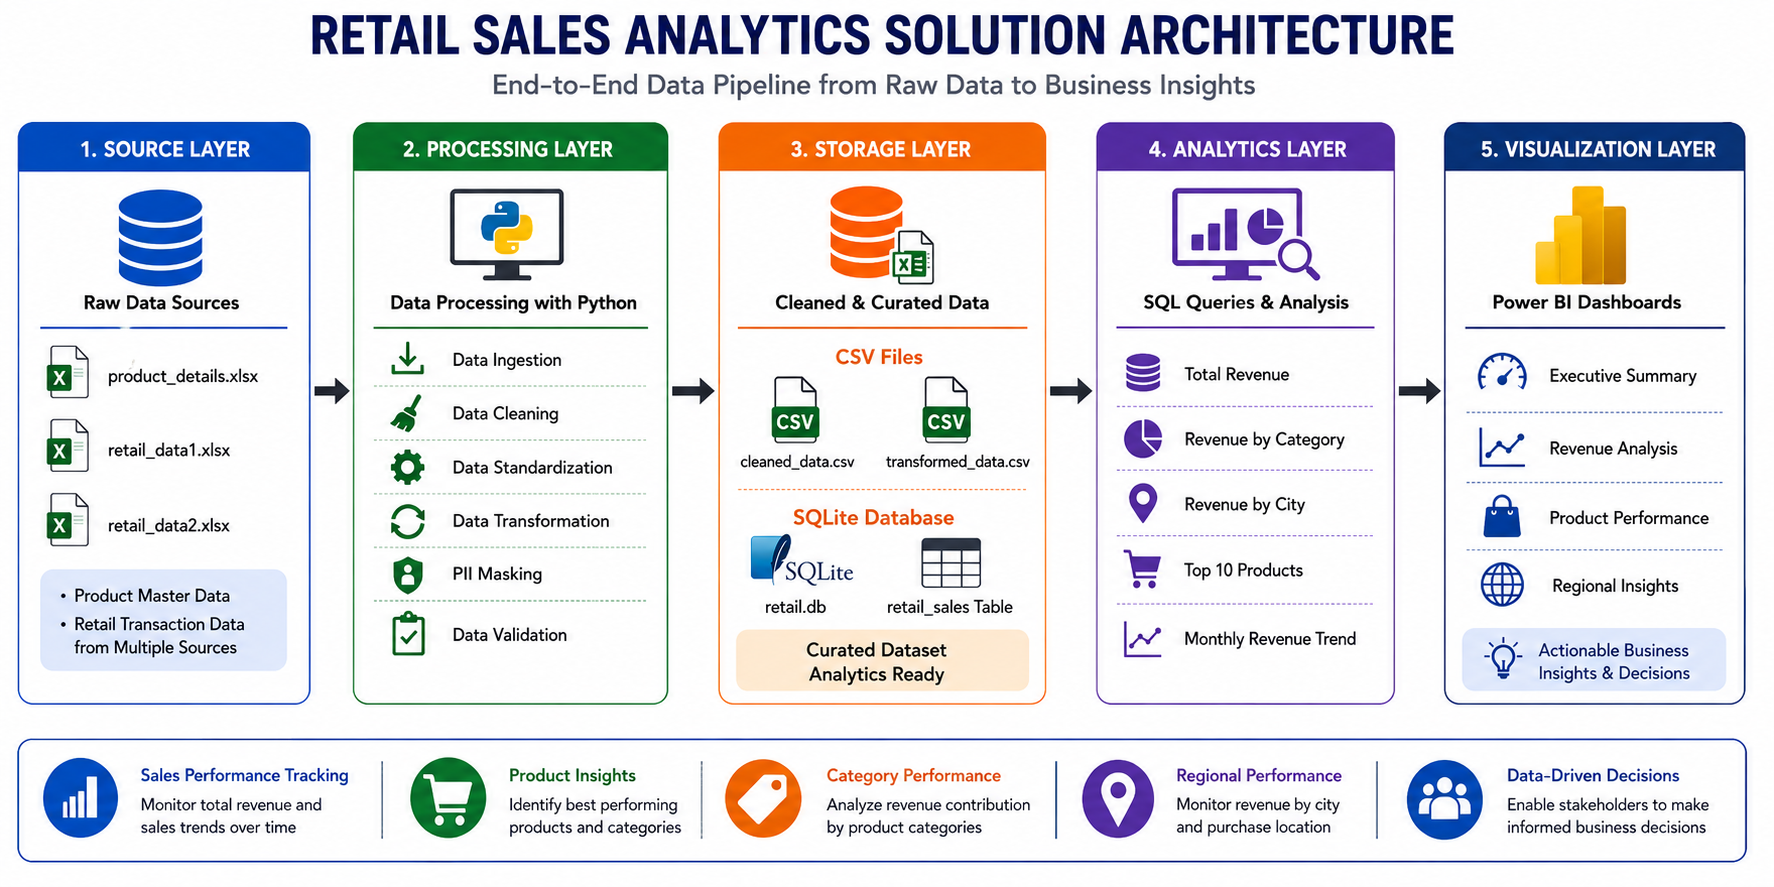 RETAIL SALES ANALYTICS SOLUTION ARCHITECTURE
End-to-End Data Pipeline from Raw Data to Business Insights
1. SOURCE LAYER
Raw Data Sources
X
product_details.xlsx
X
retail_data1.xlsx
X
retail_data2.xlsx
• Product Master Data
• Retail Transaction Data
from Multiple Sources
2. PROCESSING LAYER
Data Processing with Python
Data Ingestion
Data Cleaning
Data Standardization
Data Transformation
PII Masking
Data Validation
3. STORAGE LAYER
X
Cleaned & Curated Data
CSV Files
CSV
CSV
cleaned_data.csv
transformed_data.csv
SQLite Database
SQLite
retail.db
retail_sales Table
Curated Dataset
Analytics Ready
4. ANALYTICS LAYER
SQL Queries & Analysis
Total Revenue
Revenue by Category
Revenue by City
Top 10 Products
Monthly Revenue Trend
5. VISUALIZATION LAYER
Power BI Dashboards
Executive Summary
Revenue Analysis
Product Performance
Regional Insights
Actionable Business
Insights & Decisions
Sales Performance Tracking
Monitor total revenue and
sales trends over time
Product Insights
Identify best performing
products and categories
Category Performance
Analyze revenue contribution
by product categories
Regional Performance
Monitor revenue by city
and purchase location
Data-Driven Decisions
Enable stakeholders to make
informed business decisions